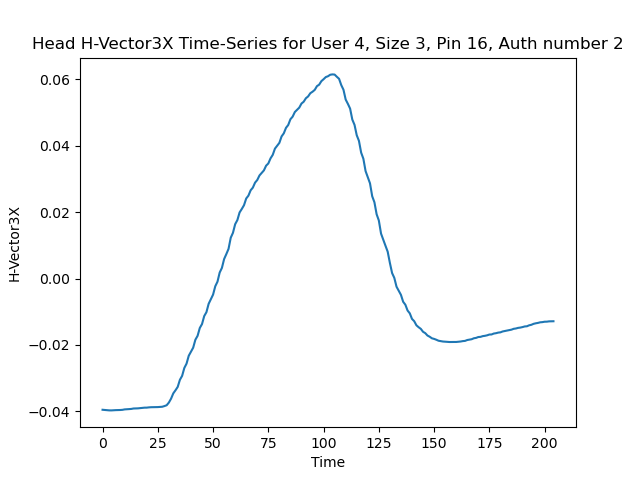 Head H-Vector3X Time-Series for User 4, Size 3, Pin 16, Auth number 2
0.06
0.04
0.02
0.00
−0.02
−0.04
H-Vector3X
0 25 50 75 100 125 150 175 200
Time